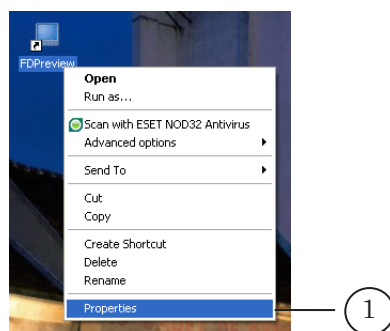 FDPreview
Open
Run as...
Scan with ESET NOD32 Antivirus
Advanced options
Send To
Cut
Copy
Create Shortcut
Delete
Rename
Properties
1